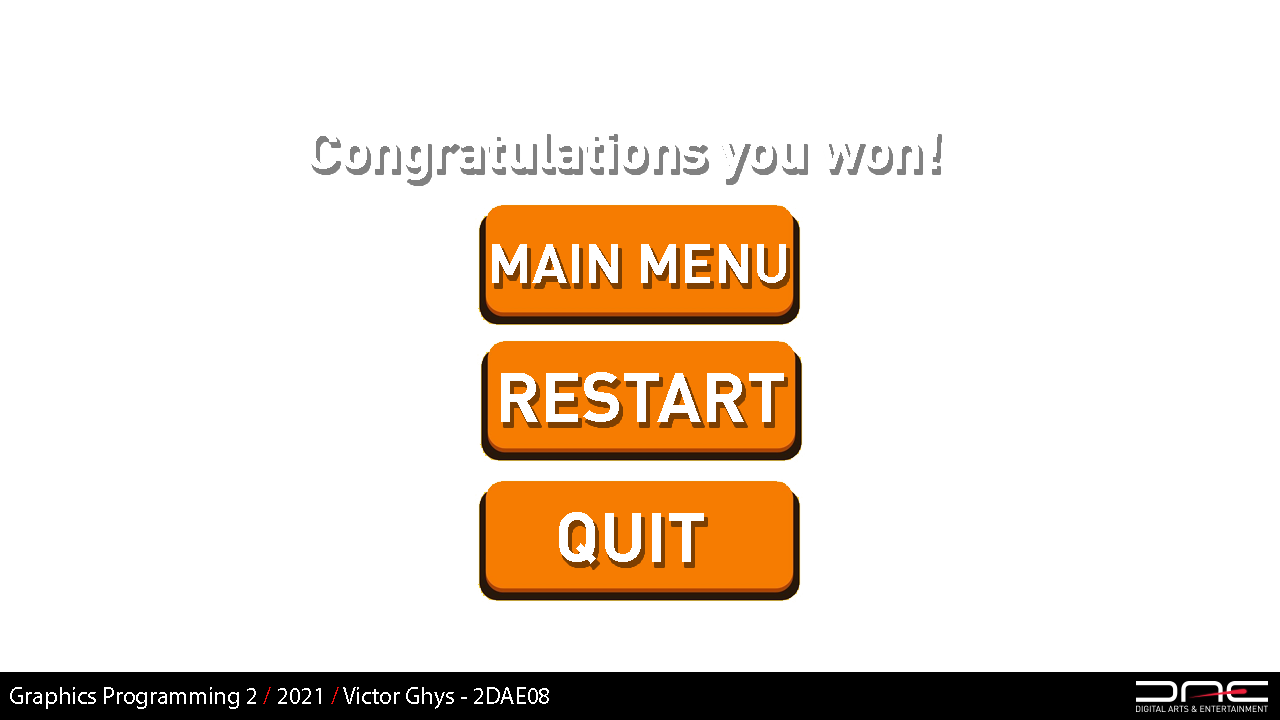 Congratulations you won!
MAIN MENU
RESTART
QUIT
Graphics Programming 2 / 2021 / Victor Ghys - 2DAE08
DAE
DIGITAL ARTS & ENTERTAINMENT